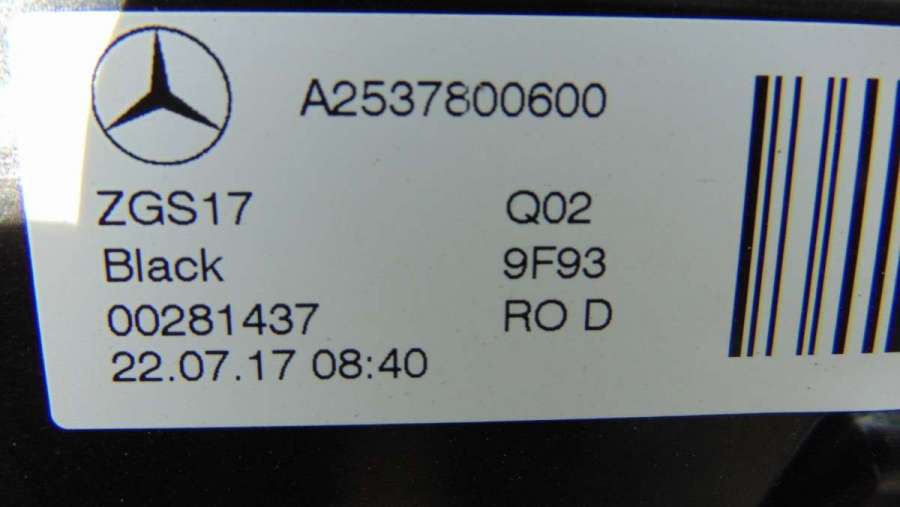 A2537800600
ZGS17 Q02
Black 9F93
00281437 RO D
22.07.17 08:40